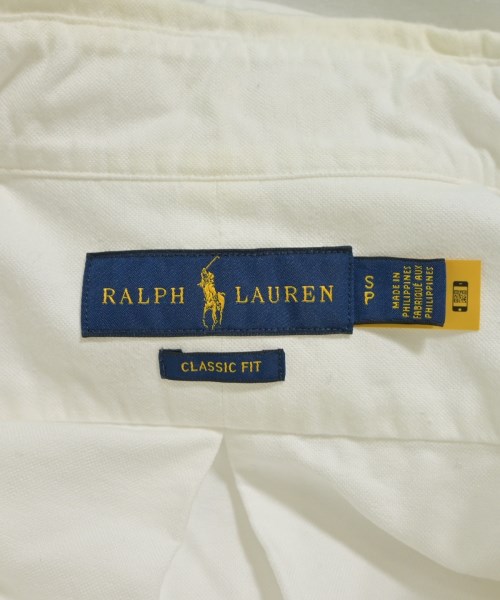 RALPH LAUREN
S
P
MADE IN
PHILIPPINES
FABRIQUÉ AUX
PHILIPPINES
CLASSIC FIT